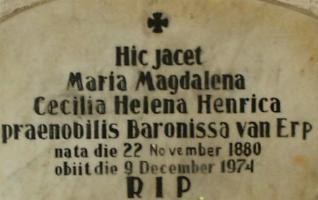 Hic jacet
Maria Magdalena
Cecilia Helena Henrica
praenobilis Baronissa van Erp
nata die 22 November 1880
obiit die 9 December 1974
R I P